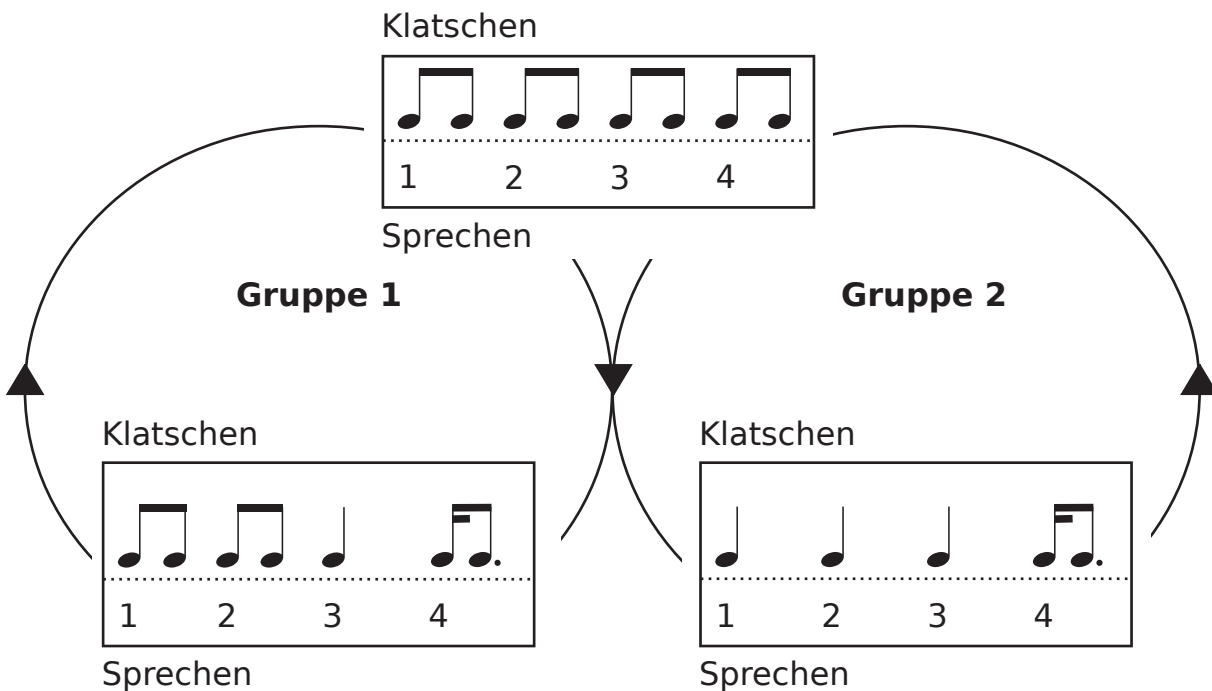 Klatschen
1 2 3 4
Sprechen
Gruppe 1 Gruppe 2
Klatschen Klatschen
1 2 3 4 1 2 3 4
Sprechen Sprechen